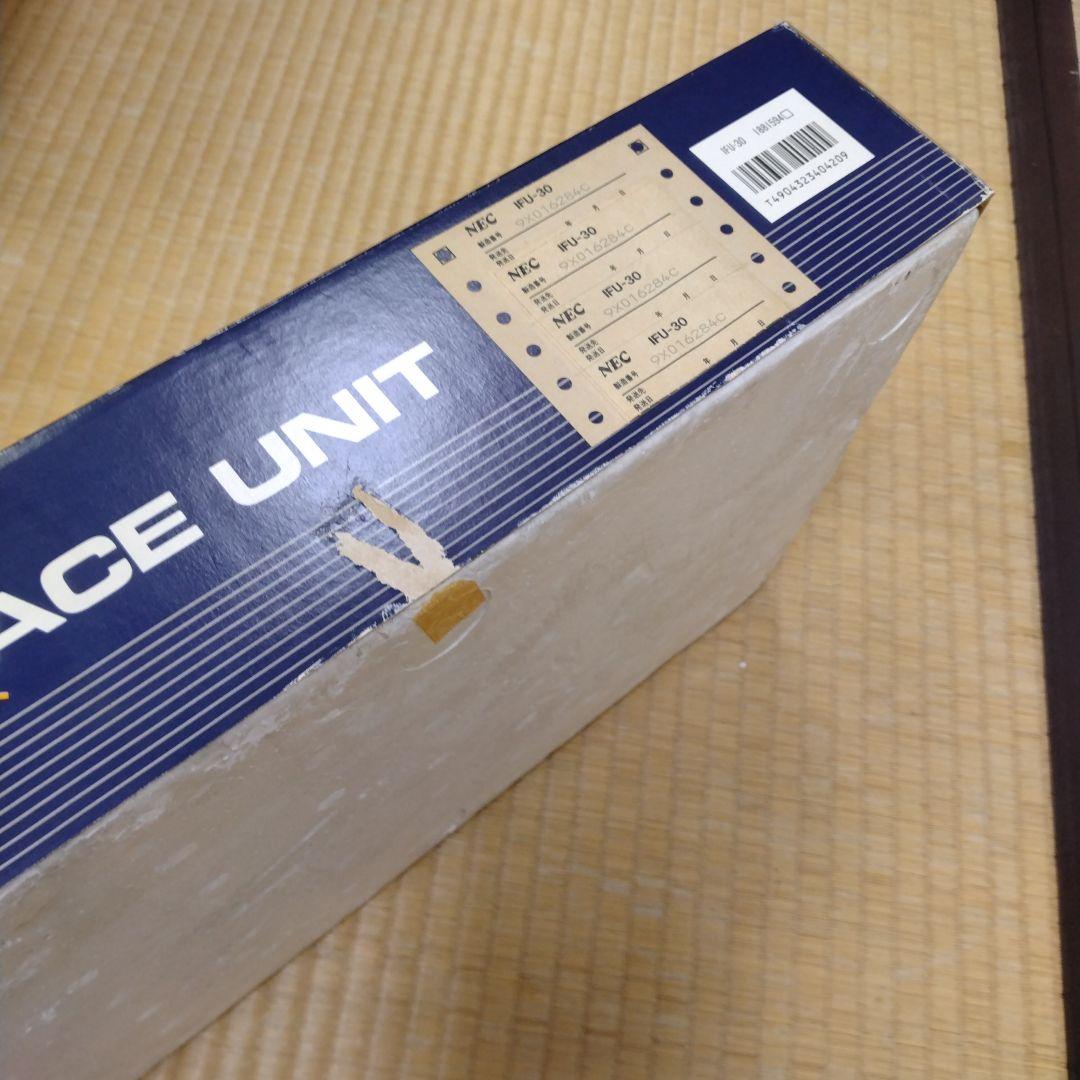 ACE UNIT
NEC IFU-30
製造番号 9X016284C
発送先
発送日 年 月 日
NEC IFU-30
製造番号 9X016284C
発送先
発送日 年 月 日
NEC IFU-30
製造番号 9X016284C
発送先
発送日 年 月 日
NEC IFU-30
製造番号 9X016284C
発送先
発送日 年 月 日
IFU-30 1881594□
T4904323404209